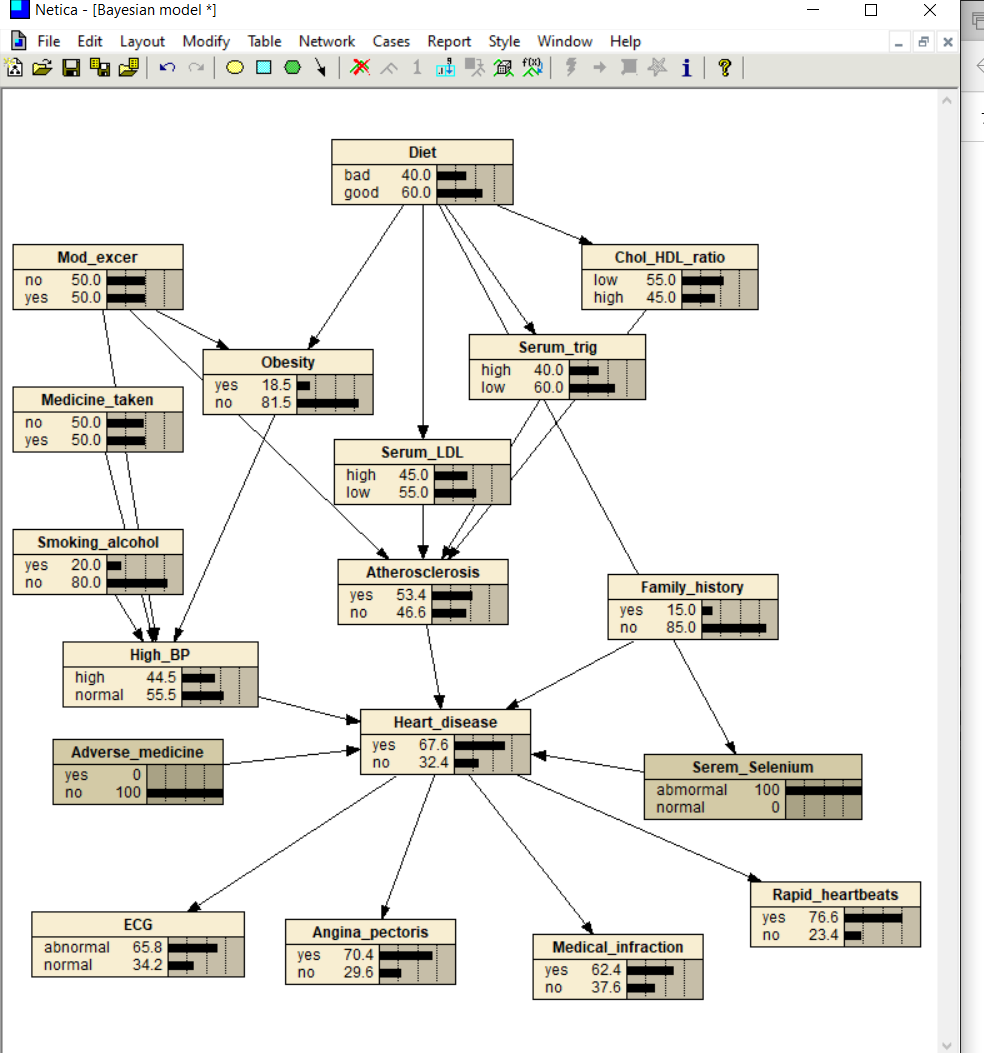 Netica - [Bayesian model *]
File Edit Layout Modify Table Network Cases Report Style Window Help
1 f(x) i ?
Diet
bad 40.0
good 60.0
Mod_excer
no 50.0
yes 50.0
Chol_HDL_ratio
low 55.0
high 45.0
Serum_trig
high 40.0
low 60.0
Obesity
yes 18.5
no 81.5
Medicine_taken
no 50.0
yes 50.0
Serum_LDL
high 45.0
low 55.0
Smoking_alcohol
yes 20.0
no 80.0
Atherosclerosis
yes 53.4
no 46.6
Family_history
yes 15.0
no 85.0
High_BP
high 44.5
normal 55.5
Heart_disease
yes 67.6
no 32.4
Adverse_medicine
yes 0
no 100
Serem_Selenium
abmormal 100
normal 0
Rapid_heartbeats
yes 76.6
no 23.4
ECG
abnormal 65.8
normal 34.2
Angina_pectoris
yes 70.4
no 29.6
Medical_infraction
yes 62.4
no 37.6